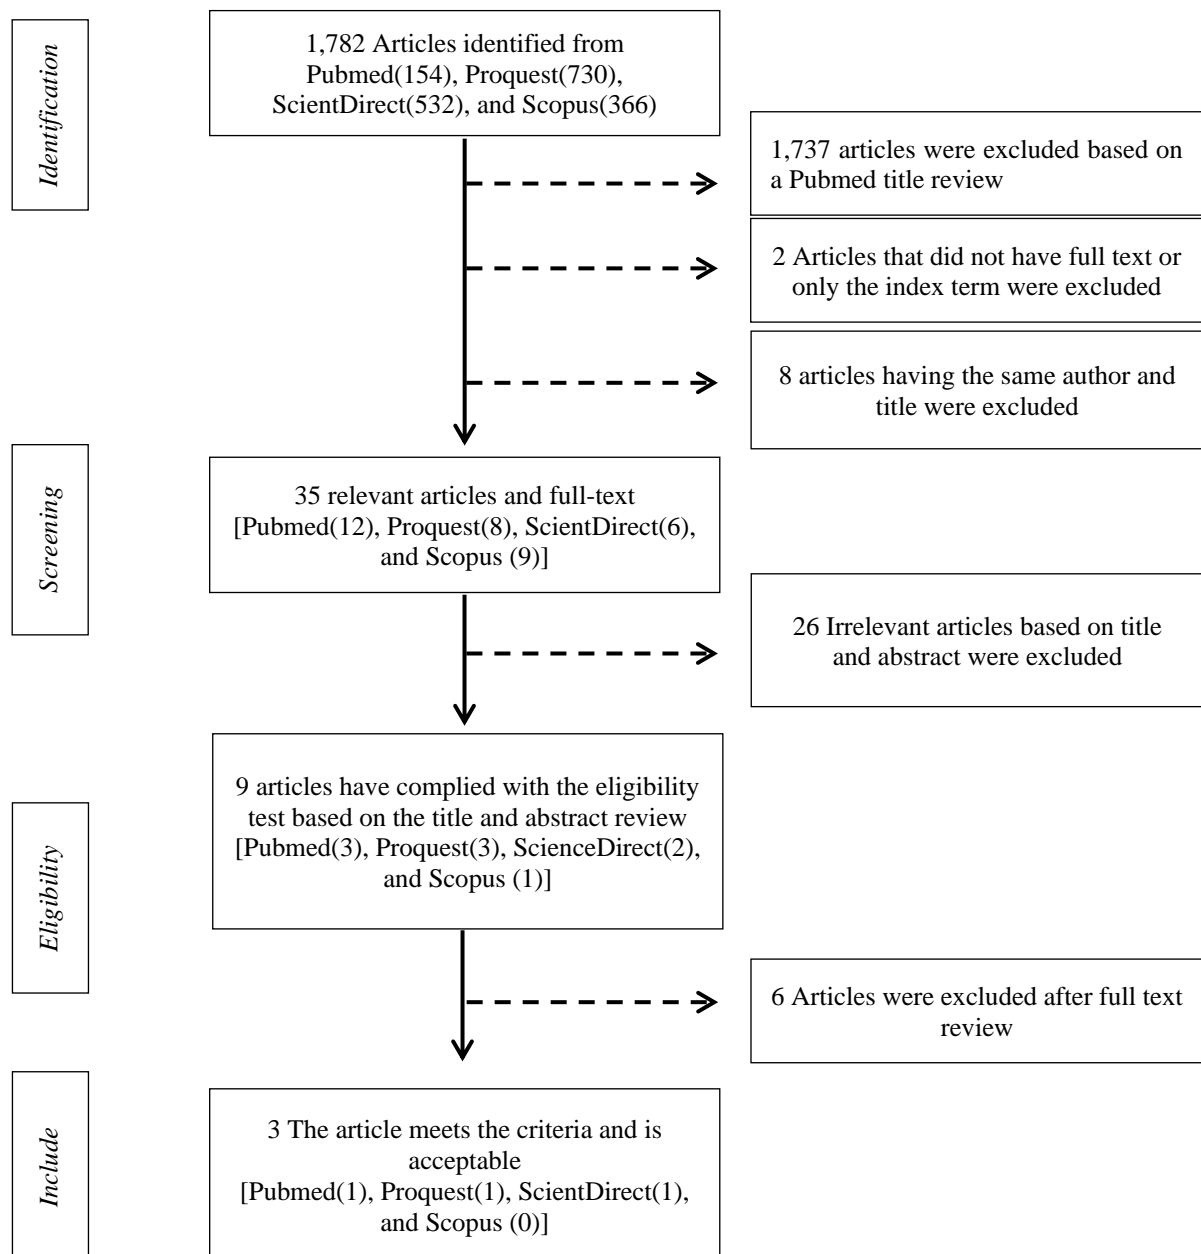 Identification
1,782 Articles identified from
Pubmed(154), Proquest(730),
ScientDirect(532), and Scopus(366)
1,737 articles were excluded based on
a Pubmed title review
2 Articles that did not have full text or
only the index term were excluded
8 articles having the same author and
title were excluded
Screening
35 relevant articles and full-text
[Pubmed(12), Proquest(8), ScientDirect(6),
and Scopus (9)]
26 Irrelevant articles based on title
and abstract were excluded
Eligibility
9 articles have complied with the eligibility
test based on the title and abstract review
[Pubmed(3), Proquest(3), ScienceDirect(2),
and Scopus (1)]
6 Articles were excluded after full text
review
Include
3 The article meets the criteria and is
acceptable
[Pubmed(1), Proquest(1), ScientDirect(1),
and Scopus (0)]